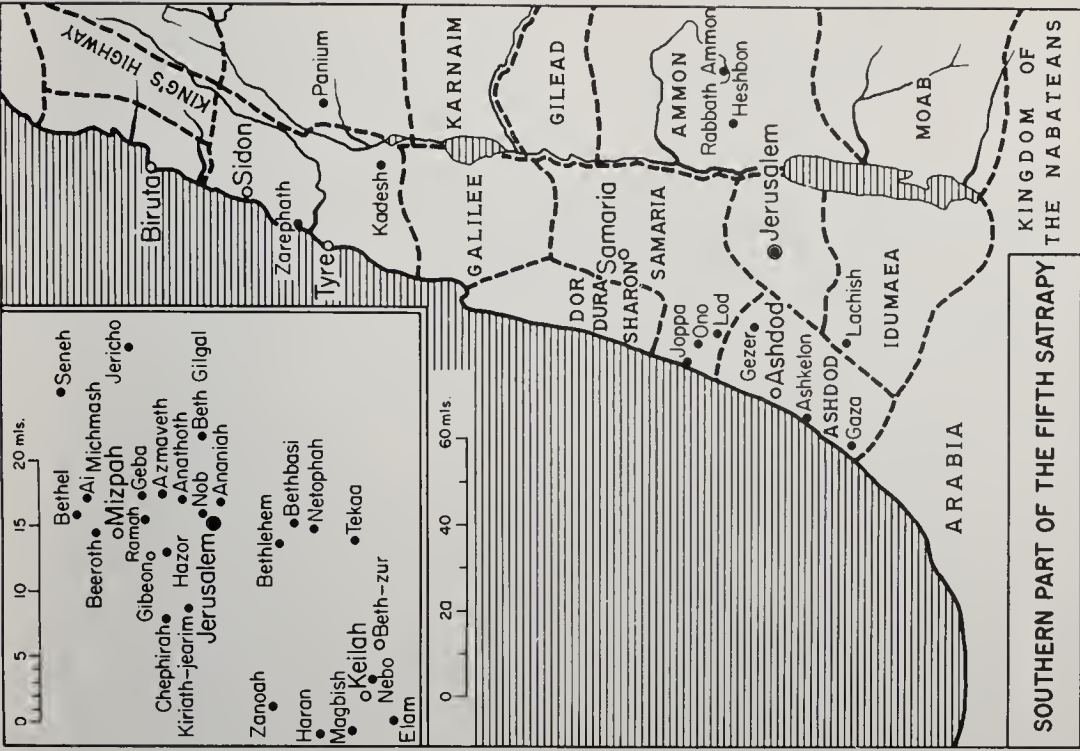 KING'S HIGHWAY
Biruta
Sidon
Zarephath
Tyre
Panium
Kadesh
KARNAIM
GALILEE
GILEAD
DOR
DURA
SHARON
Samaria
SAMARIA
AMMON
Rabbath Ammon
Heshbon
Joppa
Ono
Lod
Gezer
Jerusalem
Ashdod
Ashkelon
ASHDOD
Gaza
Lachish
IDUMAEA
MOAB
ARABIA
KINGDOM OF
THE NABATEANS
0 20 40 60 mls.
0 5 10 15 20 mls.
Seneh
Bethel
Ai
Michmash
Jericho
Beeroth
Mizpah
Ramah
Geba
Gibeon
Azmaveth
Chephirah
Hazor
Anathoth
Kiriath-jearim
Nob
Beth Gilgal
Jerusalem
Ananiah
Bethlehem
Bethbasi
Netophah
Zanoah
Tekaa
Haran
Magbish
Keilah
Nebo
Beth-zur
Elam
SOUTHERN PART OF THE FIFTH SATRAPY